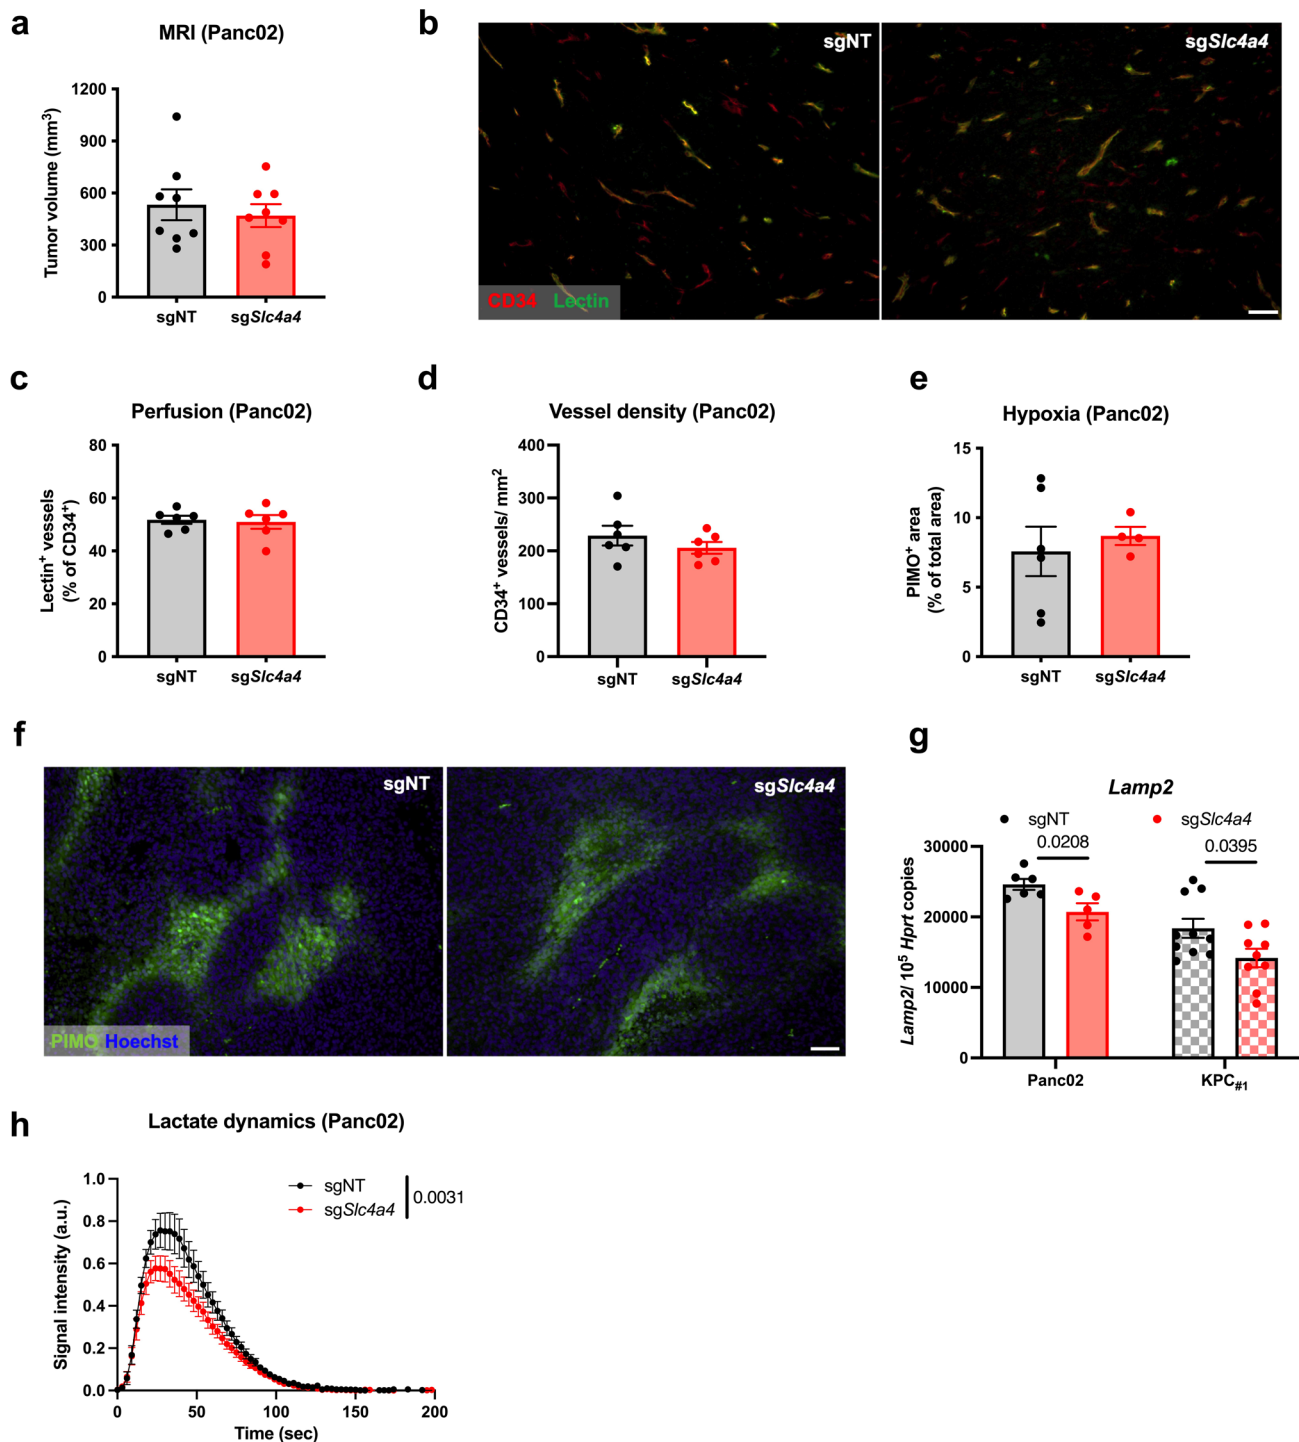 a
MRI (Panc02)
Tumor volume (mm³)
1200
900
600
300
0
sgNT
sgSlc4a4
b
sgNT
sgSlc4a4
CD34 Lectin
c
Perfusion (Panc02)
Lectin⁺ vessels
(% of CD34⁺)
80
60
40
20
0
sgNT
sgSlc4a4
d
Vessel density (Panc02)
CD34⁺ vessels/ mm²
400
300
200
100
0
sgNT
sgSlc4a4
e
Hypoxia (Panc02)
PIMO⁺ area
(% of total area)
15
10
5
0
sgNT
sgSlc4a4
f
sgNT
sgSlc4a4
PIMO Hoechst
g
Lamp2
sgNT
sgSlc4a4
0.0208
0.0395
Lamp2/ 10⁵ Hprt copies
30000
20000
10000
0
Panc02
KPC#1
h
Lactate dynamics (Panc02)
sgNT
sgSlc4a4
0.0031
Signal intensity (a.u.)
1.0
0.8
0.6
0.4
0.2
0.0
0
50
100
150
200
Time (sec)